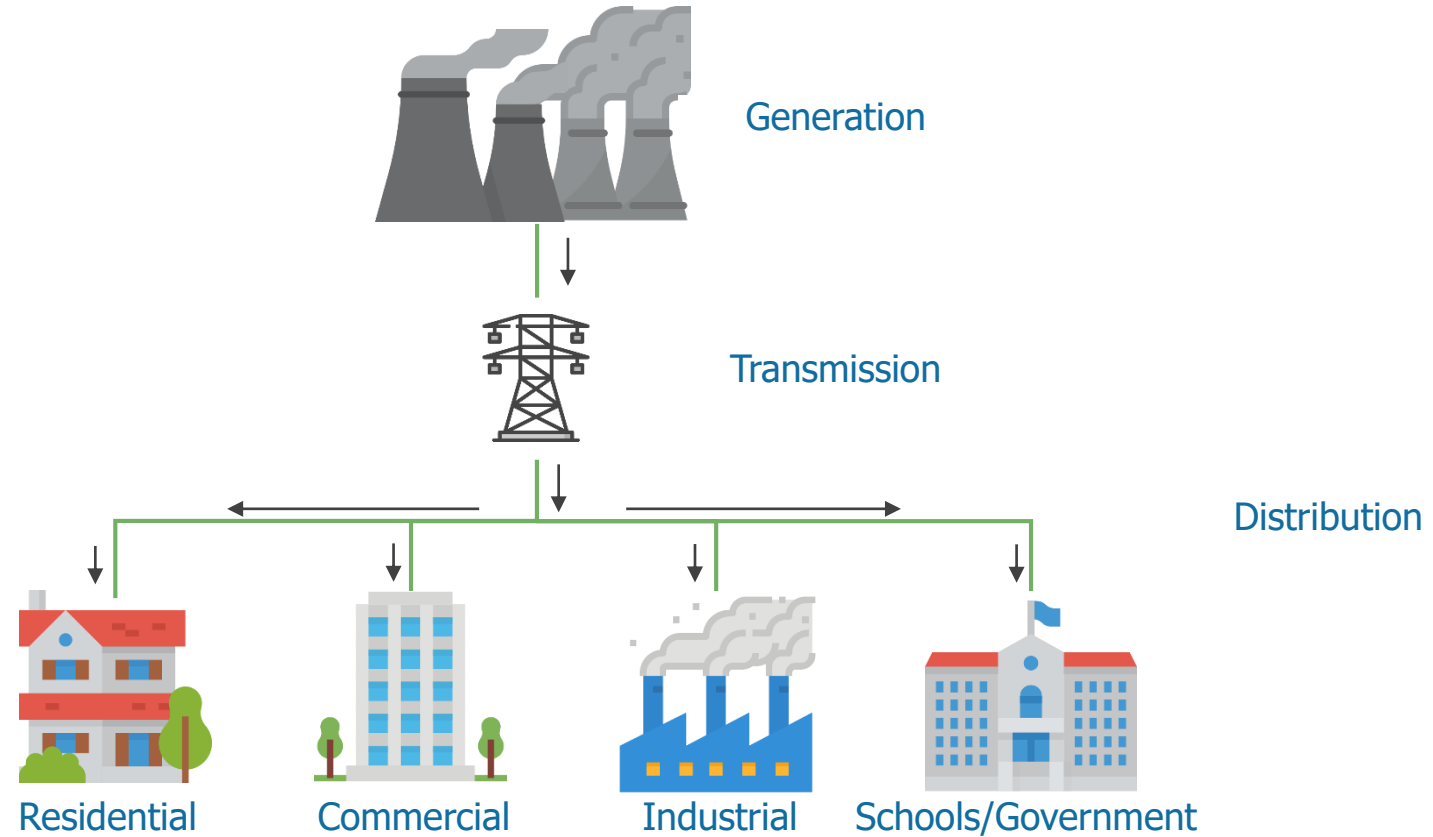 Generation
Transmission
Distribution
Residential
Commercial
Industrial
Schools/Government